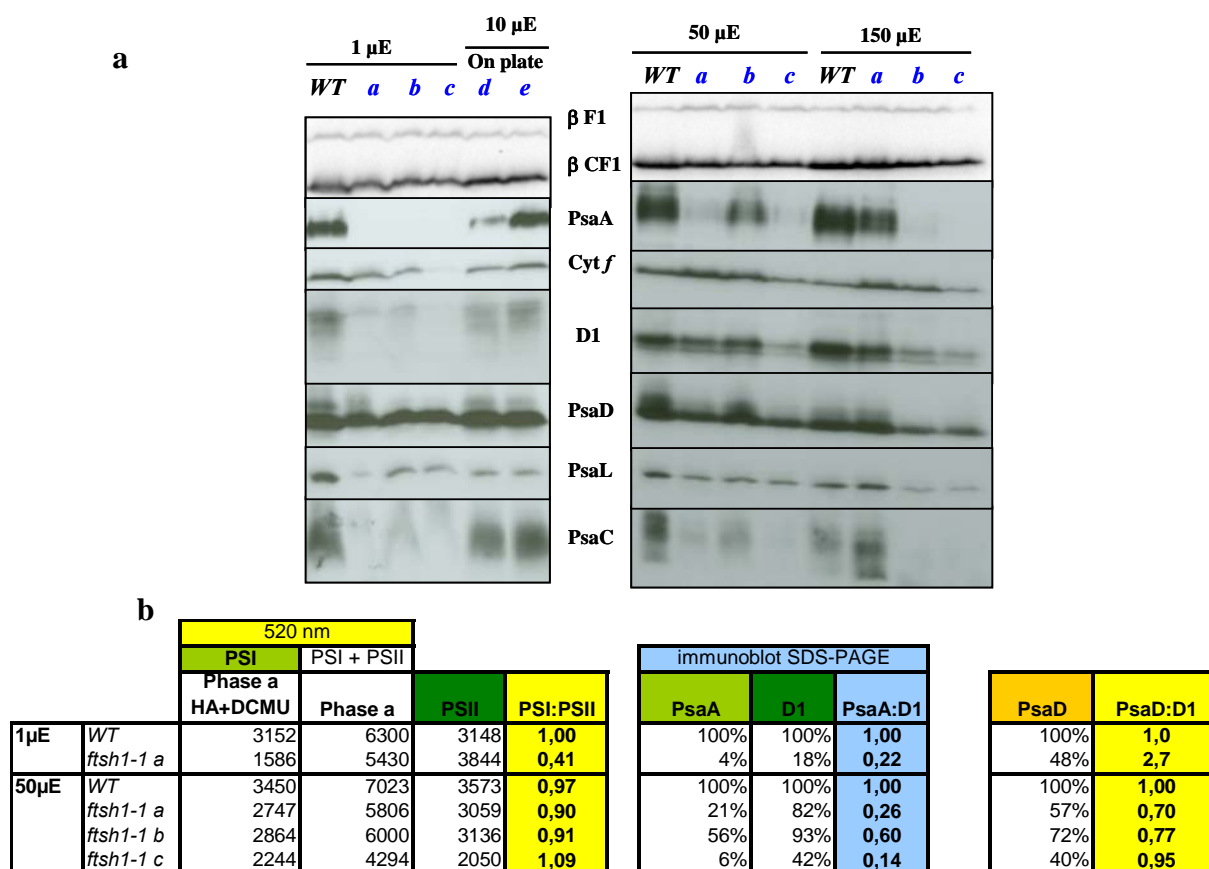 a
1 µE
10 µE
On plate
50 µE
150 µE
WT a b c d e
WT a b c WT a b c
β F1
β CF1
PsaA
Cyt f
D1
PsaD
PsaL
PsaC
b
520 nm
PSI PSI + PSII immunoblot SDS-PAGE
Phase a HA+DCMU Phase a PSII PSI:PSII PsaA D1 PsaA:D1 PsaD PsaD:D1
1µE WT 3152 6300 3148 1,00 100% 100% 1,00 100% 1,0
ftsh1-1 a 1586 5430 3844 0,41 4% 18% 0,22 48% 2,7
50µE WT 3450 7023 3573 0,97 100% 100% 1,00 100% 1,00
ftsh1-1 a 2747 5806 3059 0,90 21% 82% 0,26 57% 0,70
ftsh1-1 b 2864 6000 3136 0,91 56% 93% 0,60 72% 0,77
ftsh1-1 c 2244 4294 2050 1,09 6% 42% 0,14 40% 0,95